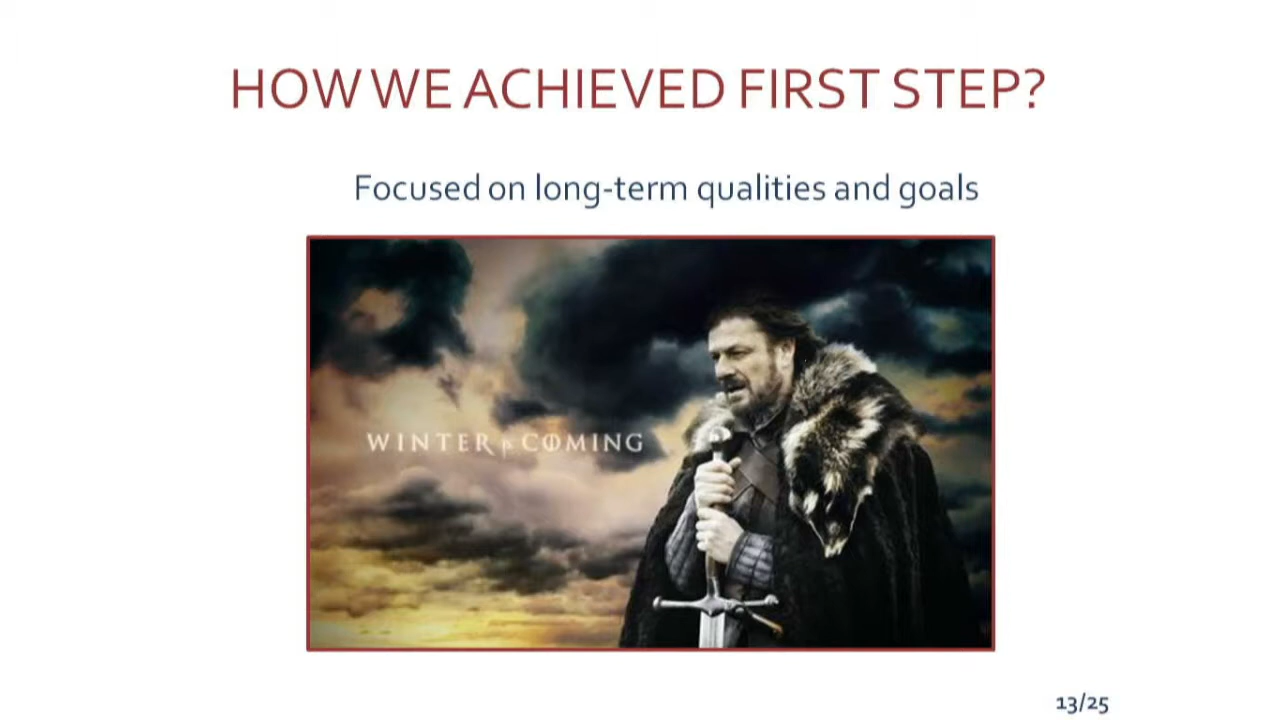 HOW WE ACHIEVED FIRST STEP?
Focused on long-term qualities and goals
WINTER is COMING
13/25